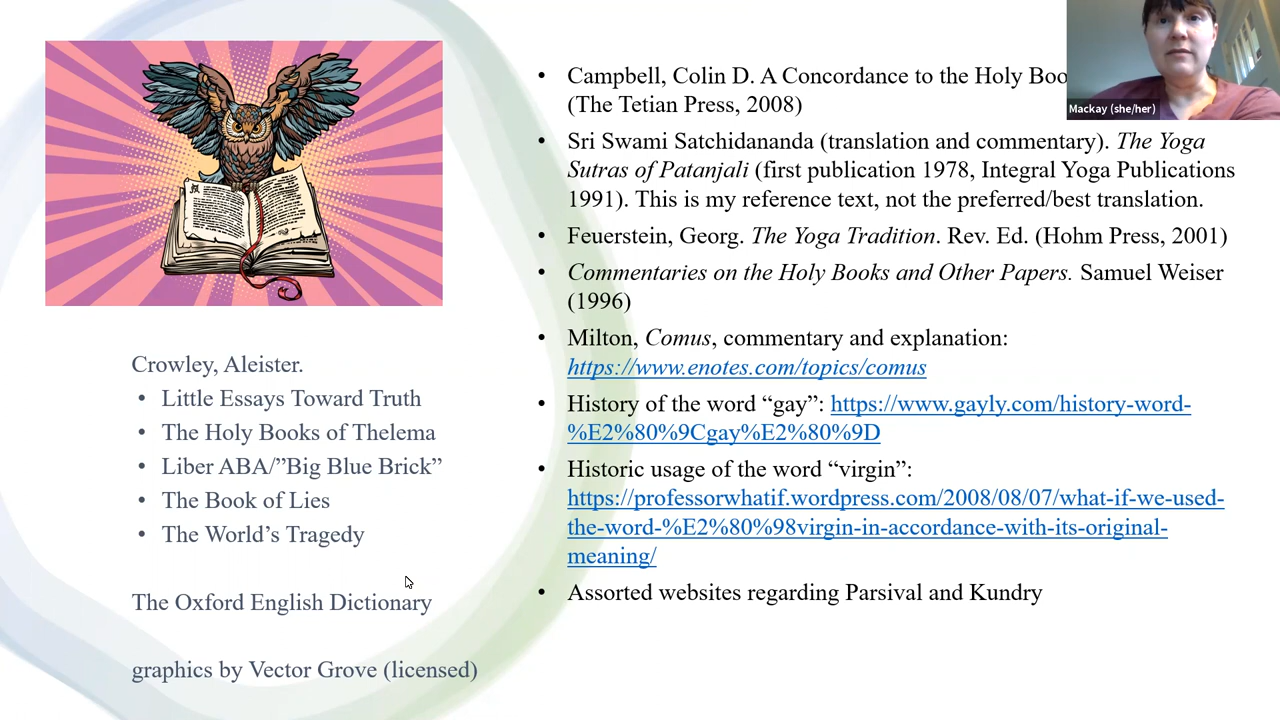 Crowley, Aleister.
• Little Essays Toward Truth
• The Holy Books of Thelema
• Liber ABA/”Big Blue Brick”
• The Book of Lies
• The World’s Tragedy
The Oxford English Dictionary
graphics by Vector Grove (licensed)
• Campbell, Colin D. A Concordance to the Holy
(The Tetian Press, 2008)
• Sri Swami Satchidananda (translation and commentary). The Yoga
Sutras of Patanjali (first publication 1978, Integral Yoga Publications
1991). This is my reference text, not the preferred/best translation.
• Feuerstein, Georg. The Yoga Tradition. Rev. Ed. (Hohm Press, 2001)
• Commentaries on the Holy Books and Other Papers. Samuel Weiser
(1996)
• Milton, Comus, commentary and explanation:
https://www.enotes.com/topics/comus
• History of the word “gay”: https://www.gayly.com/history-word-
%E2%80%9Cgay%E2%80%9D
• Historic usage of the word “virgin”:
https://professorwhatif.wordpress.com/2008/08/07/what-if-we-used-
the-word-%E2%80%98virgin-in-accordance-with-its-original-
meaning/
• Assorted websites regarding Parsival and Kundry
Mackay (she/her)